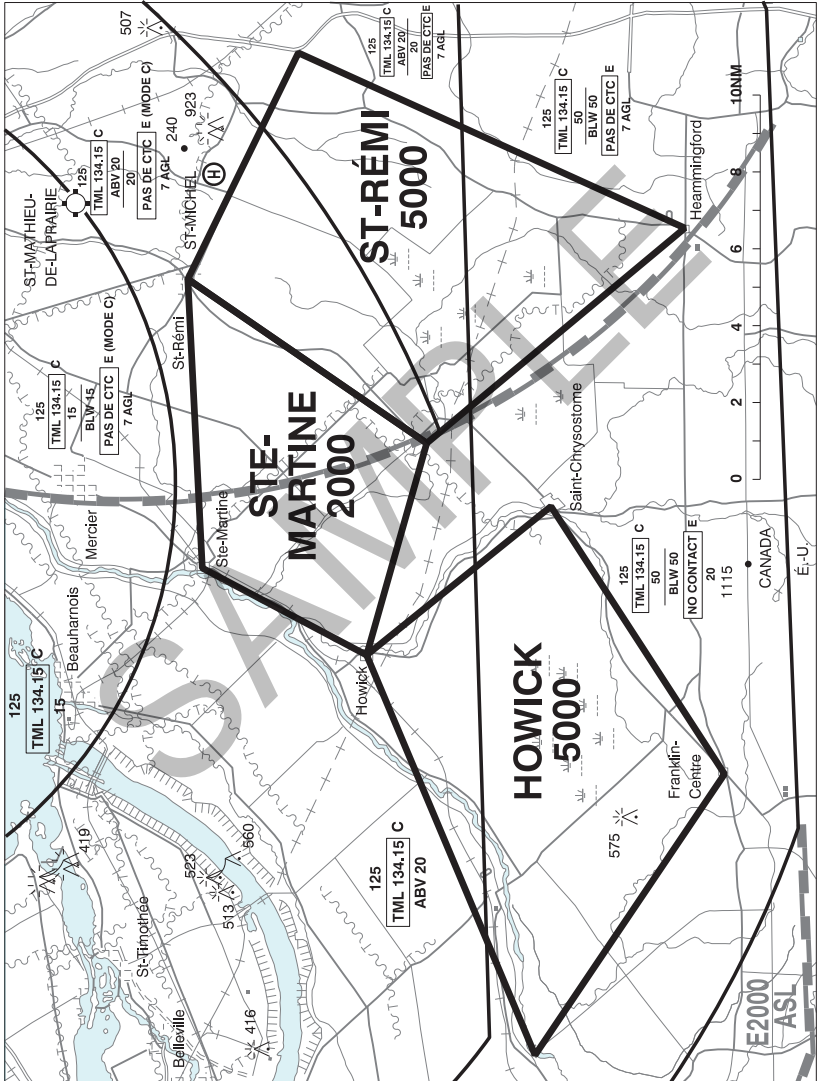 507
125
TML 134.15 C
ABV 20
20
PAS DE CTC E
7 AGL
ST-MATHIEU-
DE-LAPRAIRIE
125
TML 134.15 C
ABV 20
20
PAS DE CTC E (MODE C)
7 AGL
240
923
ST-MICHEL
H
125
TML 134.15 C
15
BLW 15
PAS DE CTC E (MODE C)
7 AGL
St-Rémi
ST-RÉMI
5000
125
TML 134.15 C
50
BLW 50
PAS DE CTC E
7 AGL
Heammingford
10NM
8
6
4
2
0
Mercier
Ste-Martine
STE-
MARTINE
2000
Saint-Chrysostome
Beauharnois
125
TML 134.15 C
15
Howick
HOWICK
5000
125
TML 134.15 C
50
BLW 50
NO CONTACT E
20
1115
CANADA
É.-U.
Franklin-
Centre
575
125
TML 134.15 C
ABV 20
419
523
560
513
St-Timothée
416
Belleville
E2000
ASL
SAMPLE